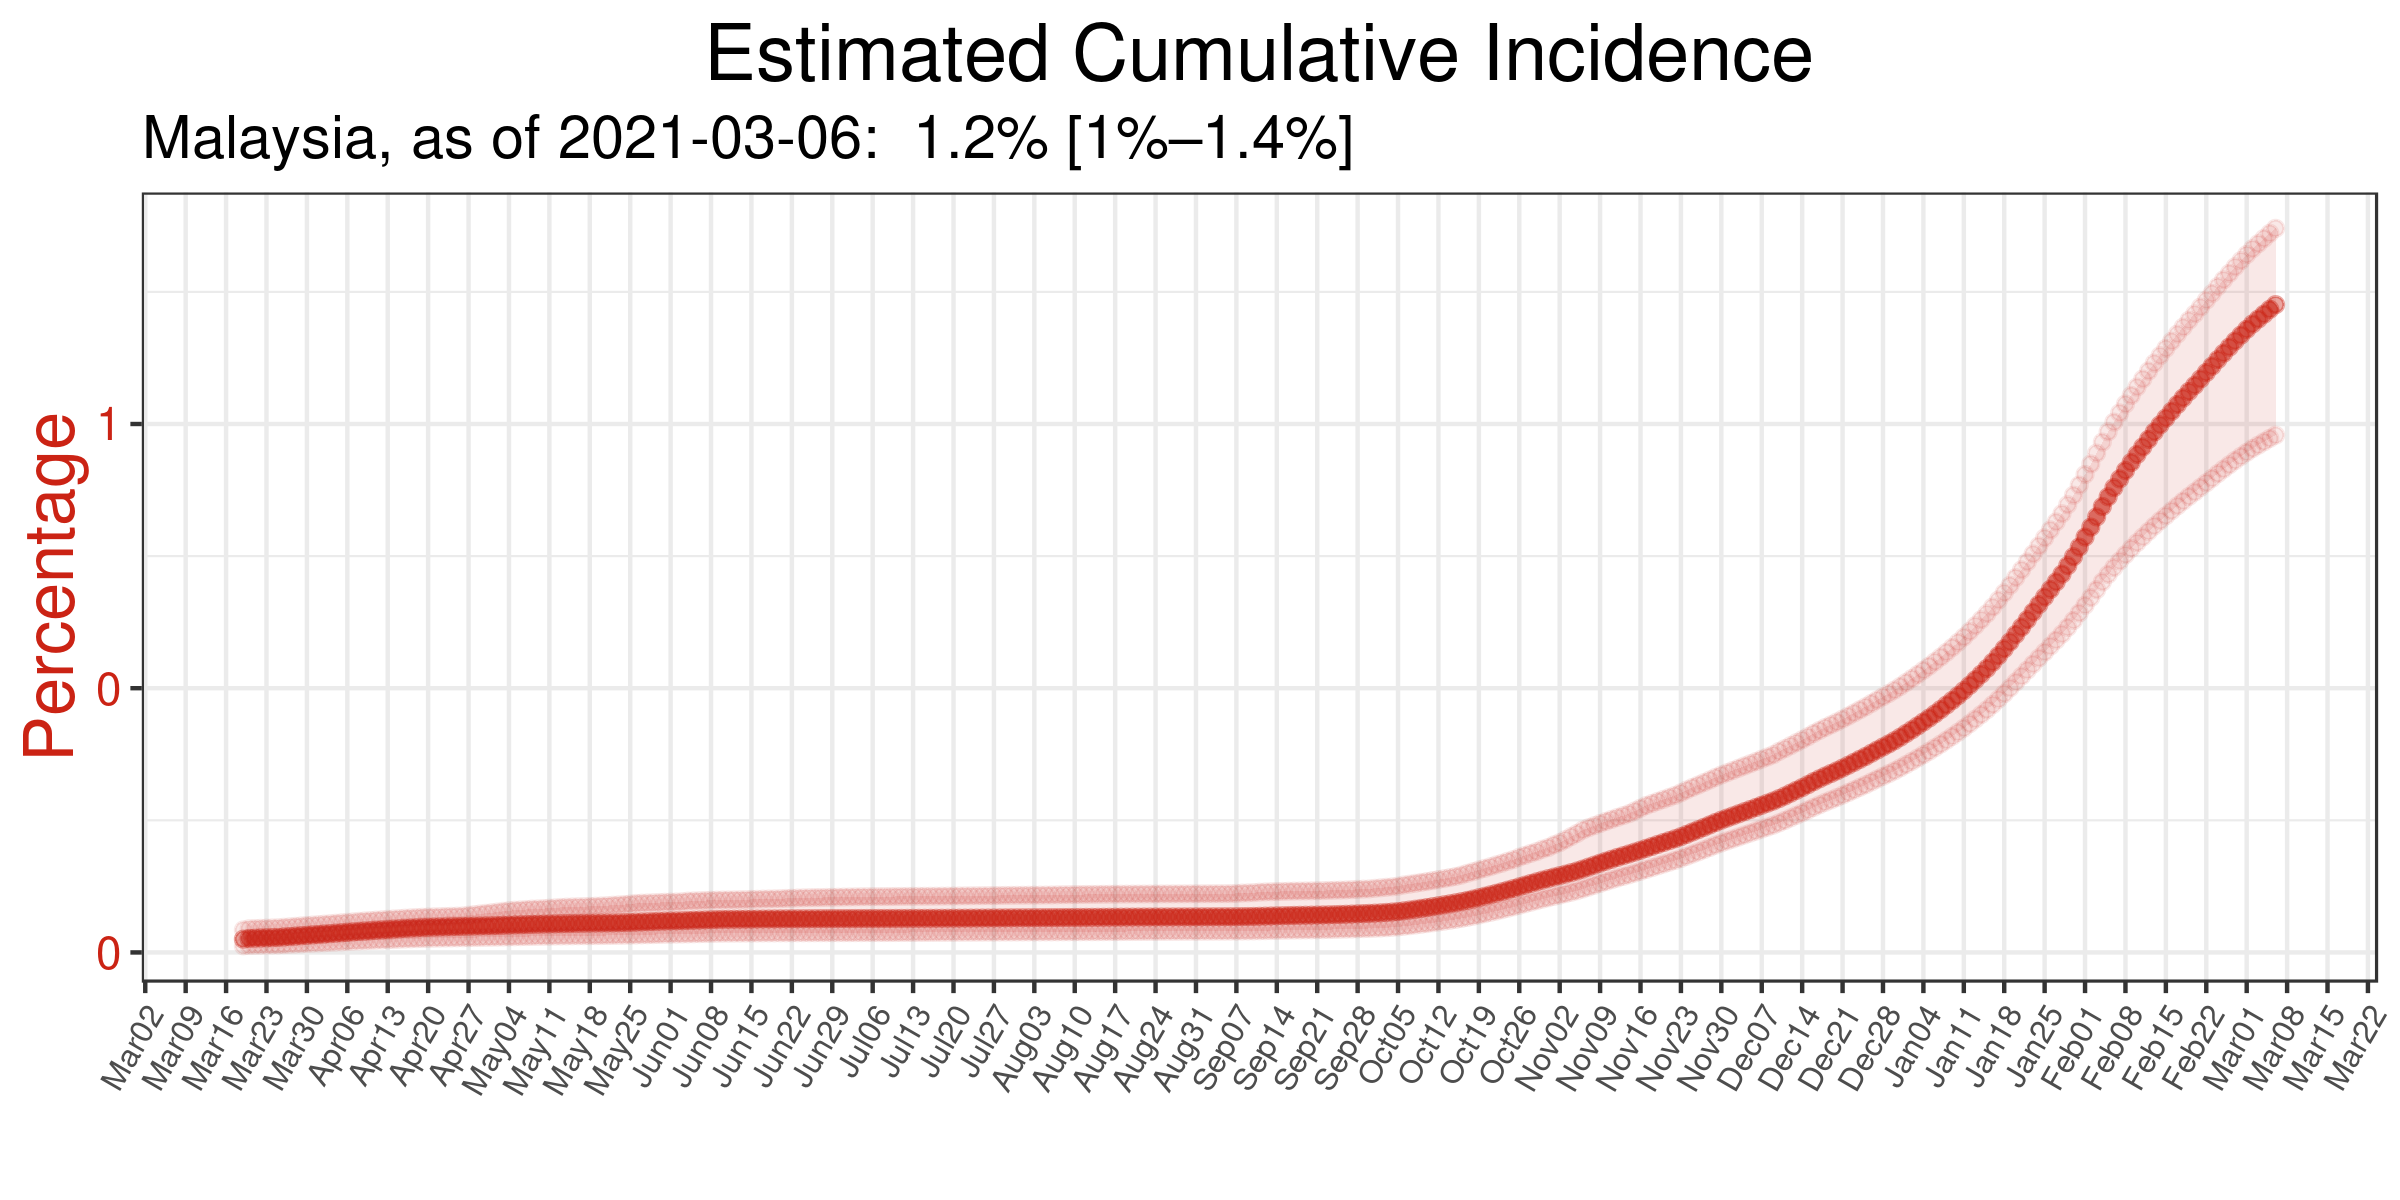 Estimated Cumulative Incidence
Malaysia, as of 2021-03-06:  1.2% [1%–1.4%]
Percentage
1
0
0
Mar02 Mar09 Mar16 Mar23 Mar30 Apr06 Apr13 Apr20 Apr27 May04 May11 May18 May25 Jun01 Jun08 Jun15 Jun22 Jun29 Jul06 Jul13 Jul20 Jul27 Aug03 Aug10 Aug17 Aug24 Aug31 Sep07 Sep14 Sep21 Sep28 Oct05 Oct12 Oct19 Oct26 Nov02 Nov09 Nov16 Nov23 Nov30 Dec07 Dec14 Dec21 Dec28 Jan04 Jan11 Jan18 Jan25 Feb01 Feb08 Feb15 Feb22 Mar01 Mar08 Mar15 Mar22